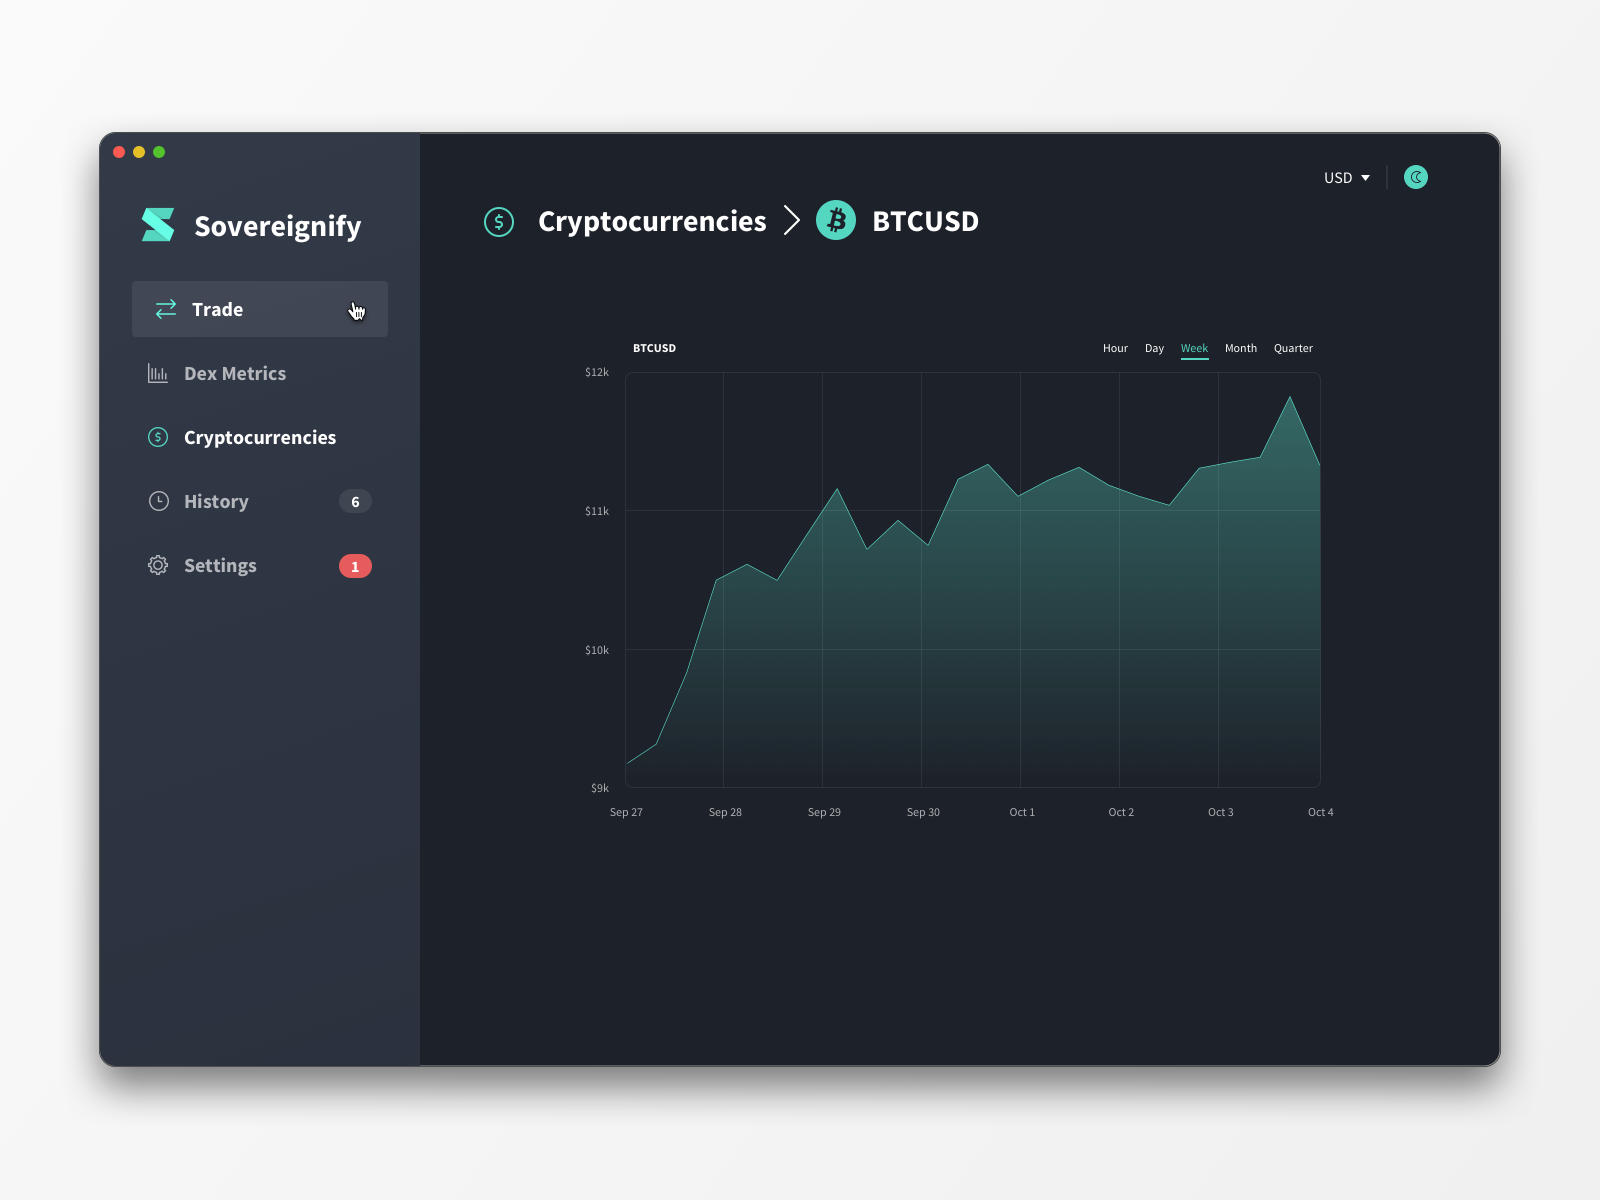 USD
Sovereignify
Cryptocurrencies
BTCUSD
Trade
Dex Metrics
Cryptocurrencies
History 6
Settings 1
BTCUSD
Hour Day Week Month Quarter
$12k
$11k
$10k
$9k
Sep 27 Sep 28 Sep 29 Sep 30 Oct 1 Oct 2 Oct 3 Oct 4